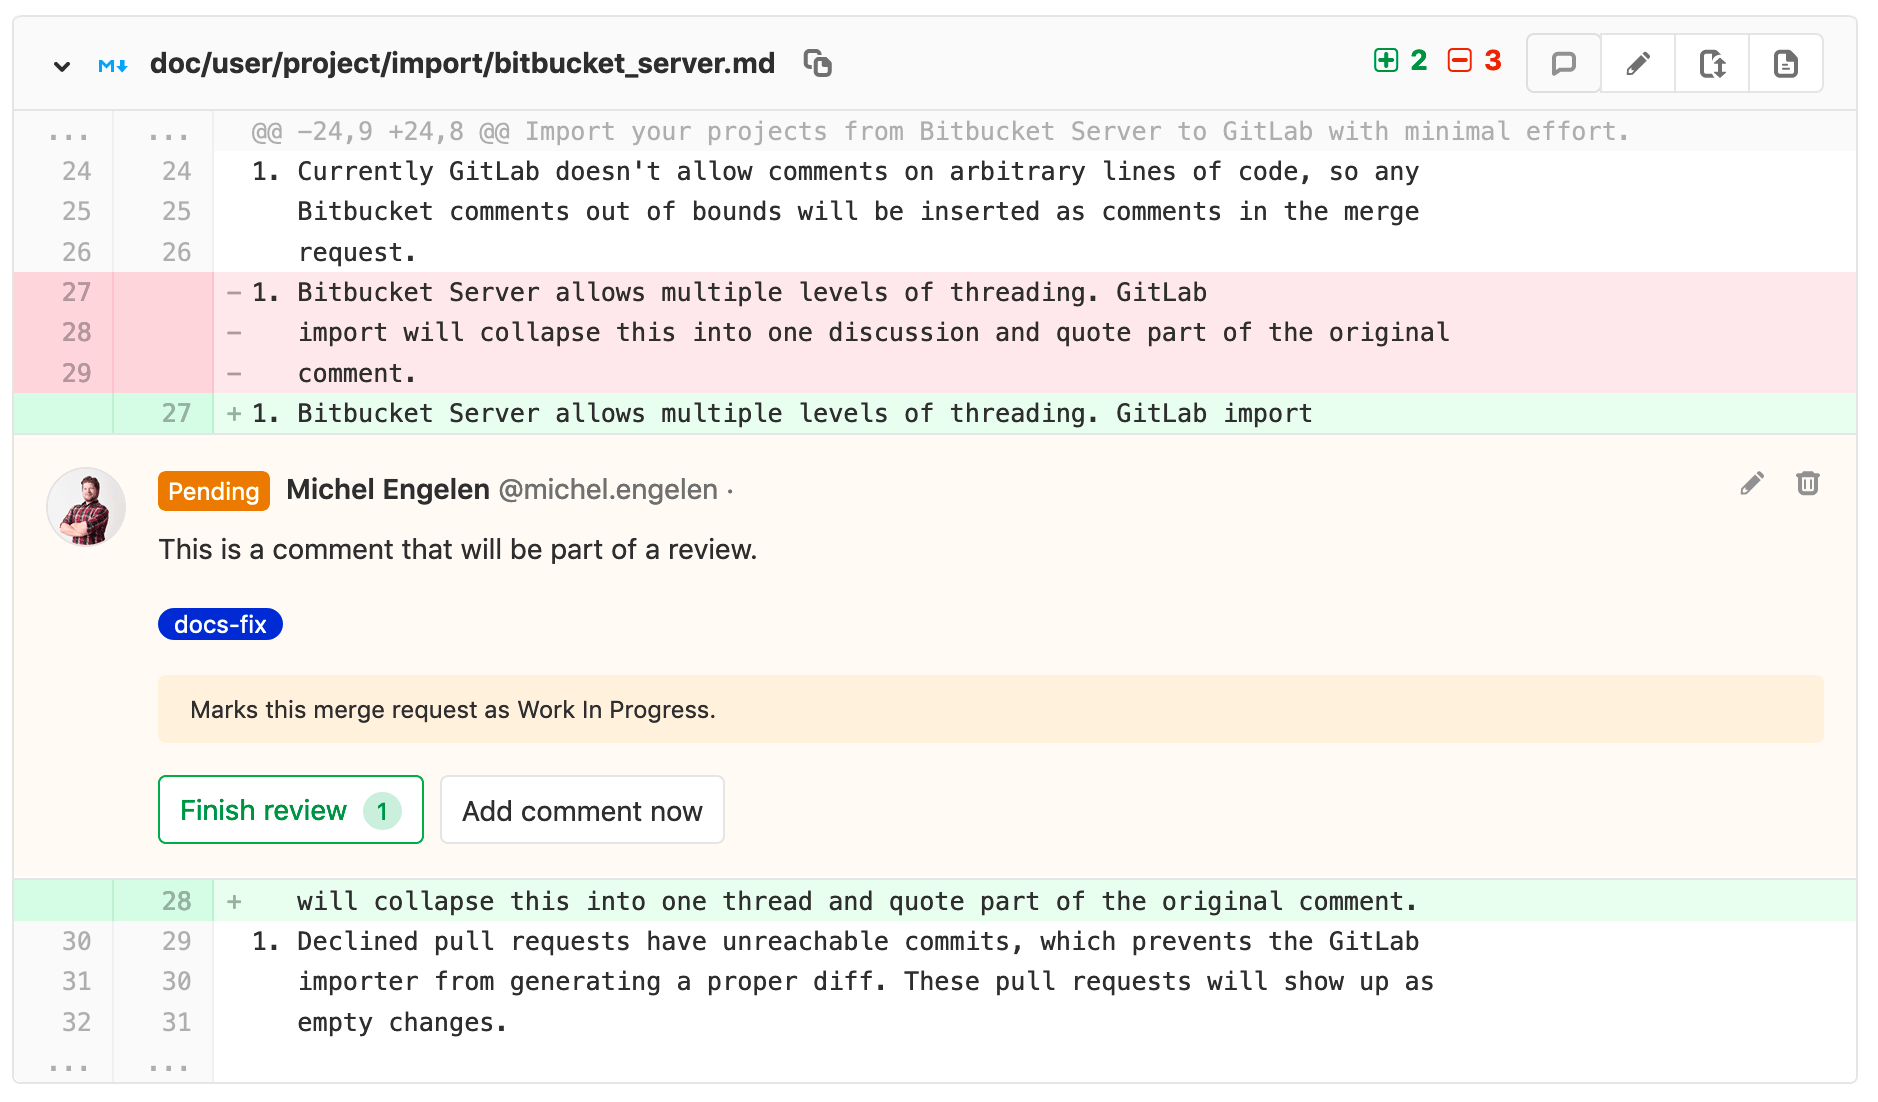 doc/user/project/import/bitbucket_server.md 2 3
... ... @@ -24,9 +24,8 @@ Import your projects from Bitbucket Server to GitLab with minimal effort.
24 24 1. Currently GitLab doesn't allow comments on arbitrary lines of code, so any
25 25 Bitbucket comments out of bounds will be inserted as comments in the merge
26 26 request.
27 - 1. Bitbucket Server allows multiple levels of threading. GitLab
28 - import will collapse this into one discussion and quote part of the original
29 - comment.
27 + 1. Bitbucket Server allows multiple levels of threading. GitLab import
Pending Michel Engelen @michel.engelen ·
This is a comment that will be part of a review.
docs-fix
Marks this merge request as Work In Progress.
Finish review 1 Add comment now
28 + will collapse this into one thread and quote part of the original comment.
30 29 1. Declined pull requests have unreachable commits, which prevents the GitLab
31 30 importer from generating a proper diff. These pull requests will show up as
32 31 empty changes.
... ...